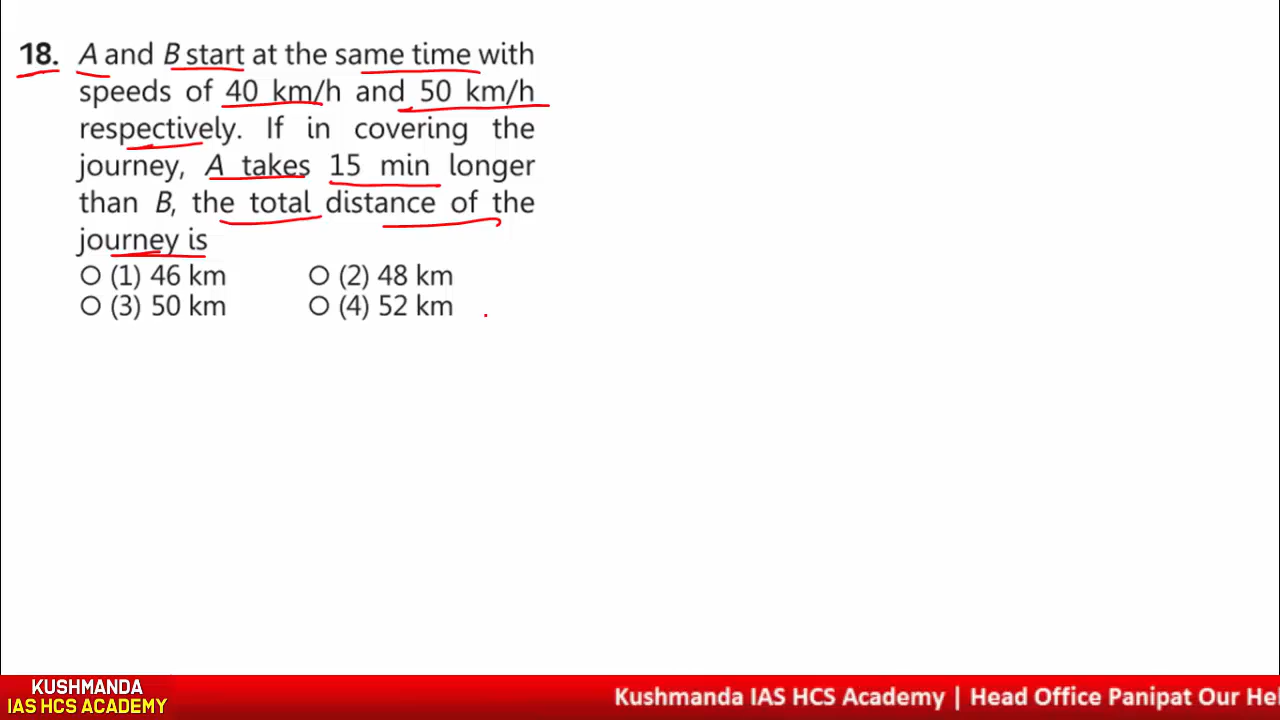 18. A and B start at the same time with
speeds of 40 km/h and 50 km/h
respectively. If in covering the
journey, A takes 15 min longer
than B, the total distance of the
journey is
(1) 46 km (2) 48 km
(3) 50 km (4) 52 km
KUSHMANDA
IAS HCS ACADEMY
Kushmanda IAS HCS Academy | Head Office Panipat Our Hel